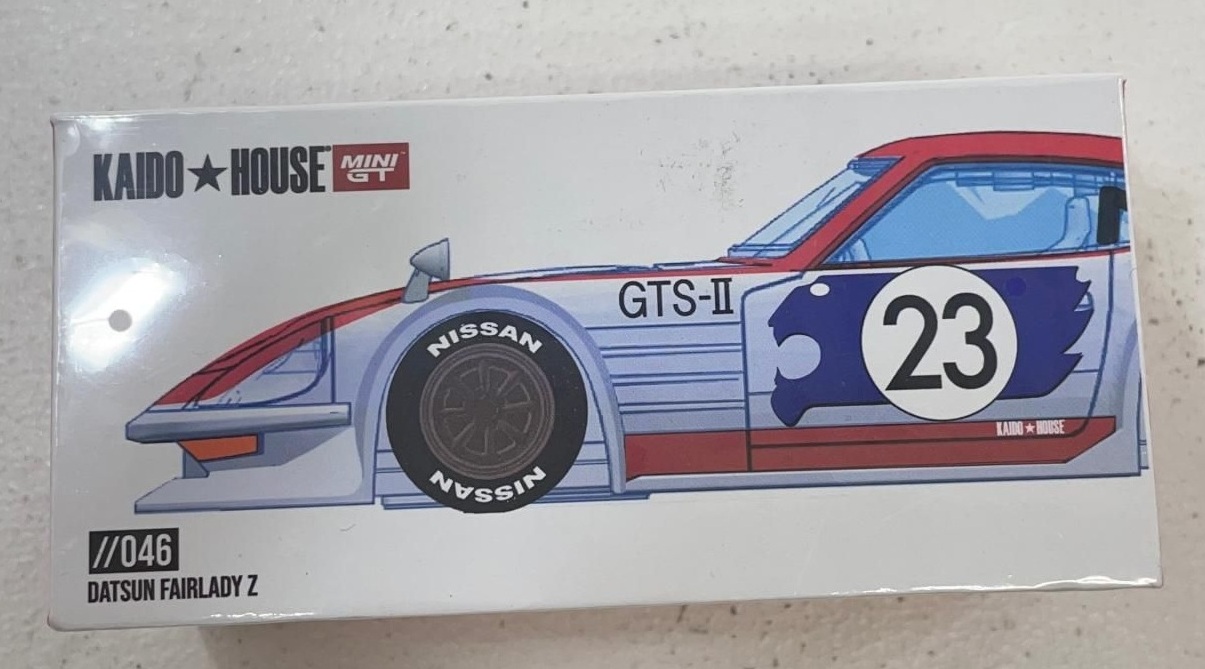 KAIDO★HOUSE MINI GT
GTS-II
NISSAN
NISSAN
23
KAIDO★HOUSE
//046
DATSUN FAIRLADY Z